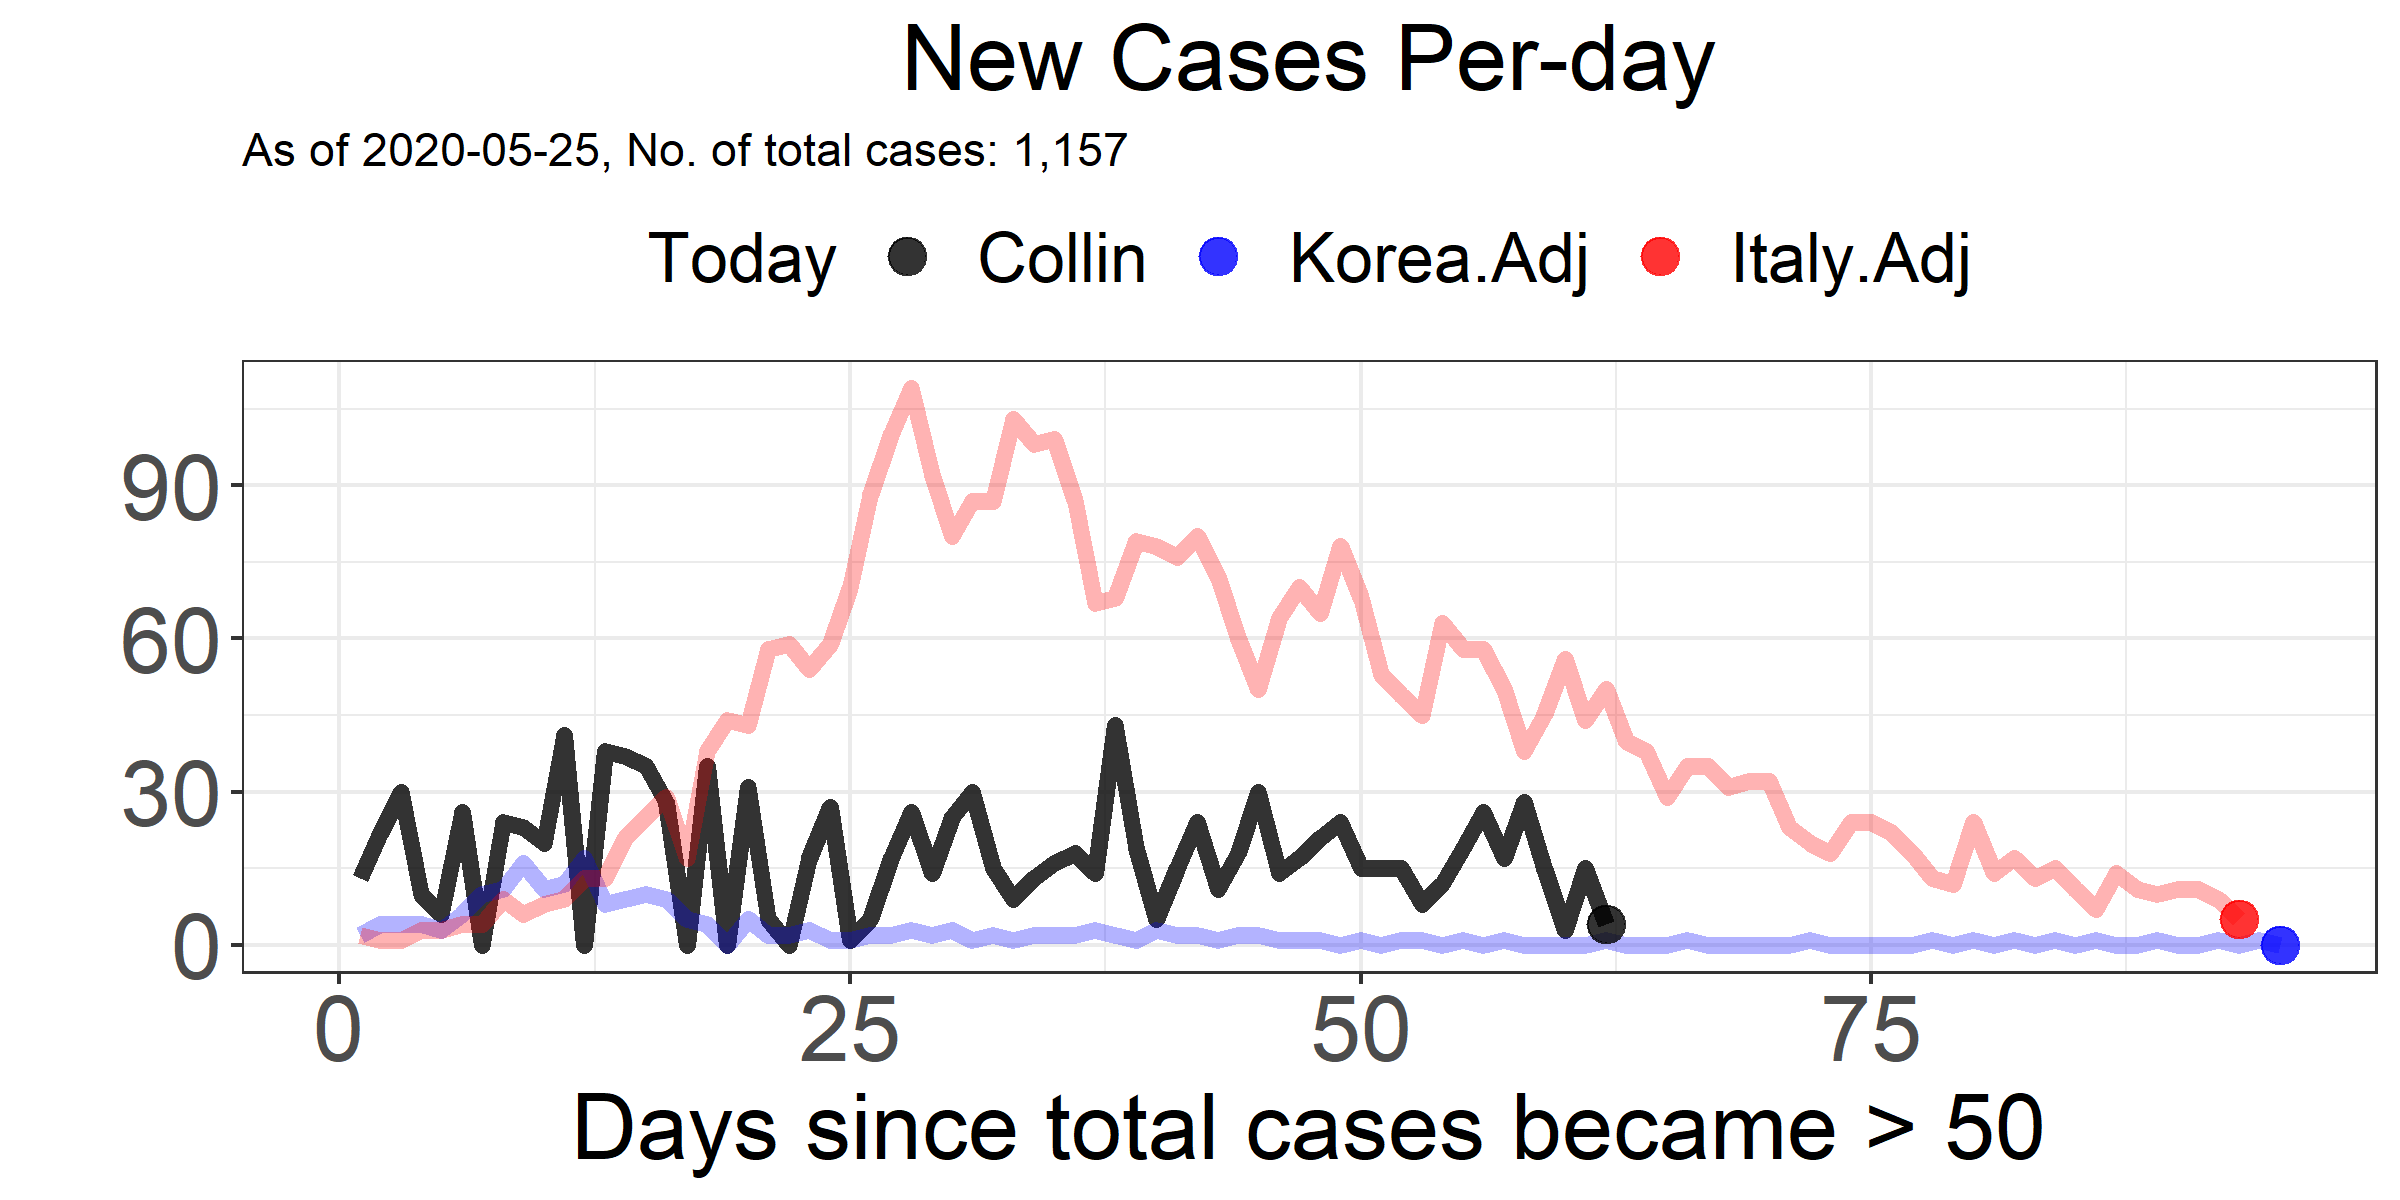 New Cases Per-day
As of 2020-05-25, No. of total cases: 1,157
Today Collin Korea.Adj Italy.Adj
90
60
30
0
0 25 50 75
Days since total cases became > 50